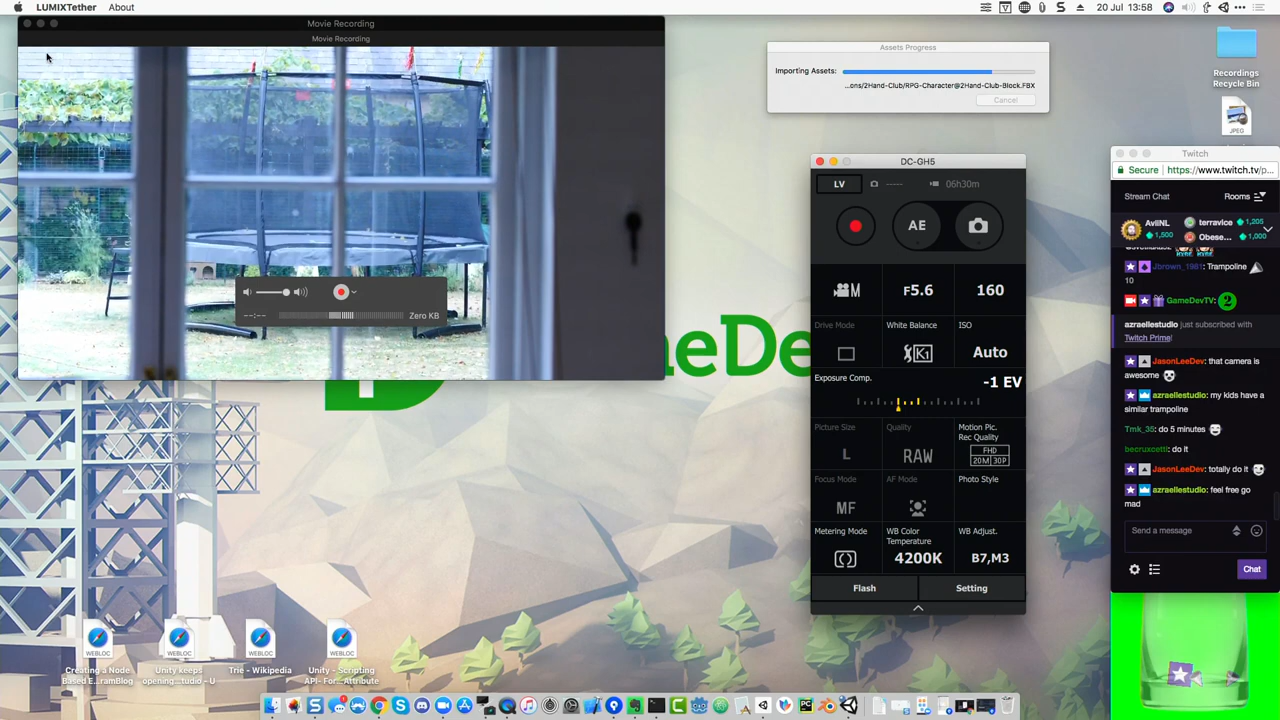 LUMIXTether About
20 Jul 13:58
Movie Recording
Movie Recording
--:--
Zero KB
Assets Progress
Importing Assets:
...ons/2Hand-Club/RPG-Character@2Hand-Club-Block.FBX
Cancel
Recordings
Recycle Bin
JPEG
DC-GH5
LV
-----
06h30m
AE
M
F5.6
160
Drive Mode
White Balance
ISO
K1
Auto
Exposure Comp.
-1 EV
Picture Size
Quality
Motion Pic.
Rec Quality
L
RAW
FHD
20M 30P
Focus Mode
AF Mode
Photo Style
MF
Metering Mode
WB Color
Temperature
WB Adjust.
4200K
B7,M3
Flash
Setting
Twitch
Secure https://www.twitch.tv/p...
Stream Chat
Rooms
AvilNL
1,500
terravice 1,205
Obese... 1,000
Jbrown_1981: Trampoline
10
GameDevTV: 2
azraellestudio just subscribed with
Twitch Prime!
JasonLeeDev: that camera is
awesome
azraellestudio: my kids have a
similar trampoline
Tmk_35: do 5 minutes
becruxcetti: do it
JasonLeeDev: totally do it
azraellestudio: feel free go
mad
Send a message
Chat
eDe
WEBLOC
Creating a Node
Based E...ramBlog
WEBLOC
Unity keeps
opening...tudio - U
WEBLOC
Trie - Wikipedia
WEBLOC
Unity - Scripting
API- For...Attribute